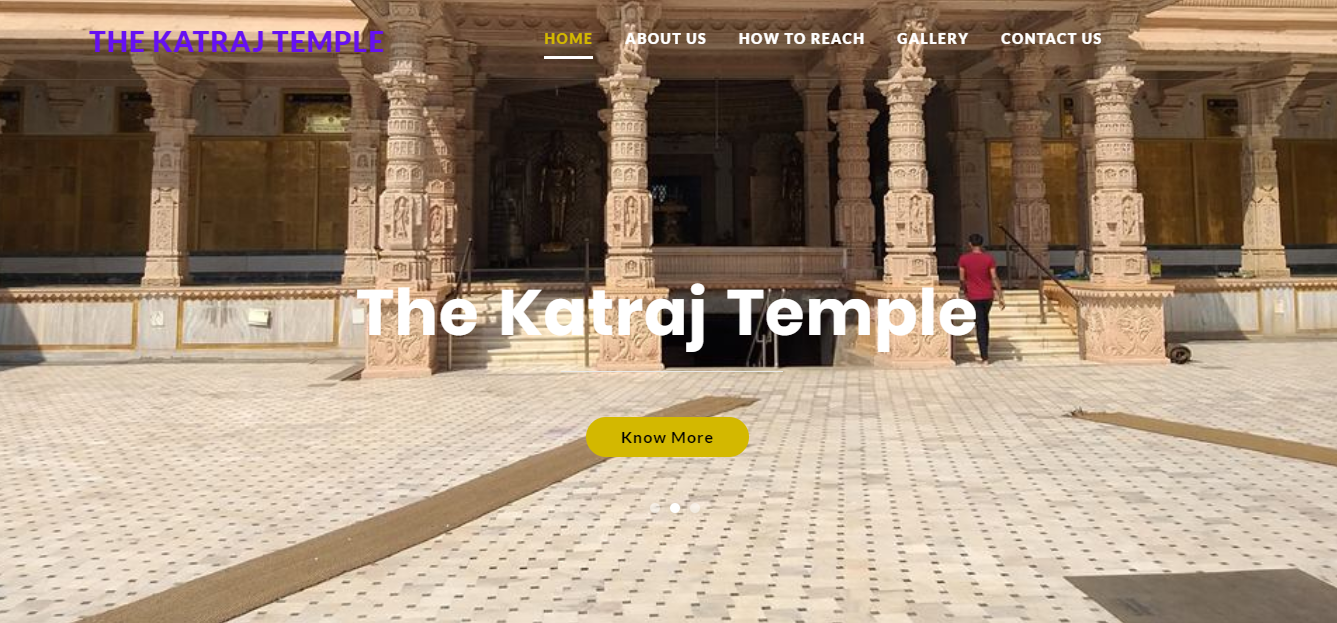 THE KATRAJ TEMPLE
HOME ABOUT US HOW TO REACH GALLERY CONTACT US
The Katraj Temple
Know More